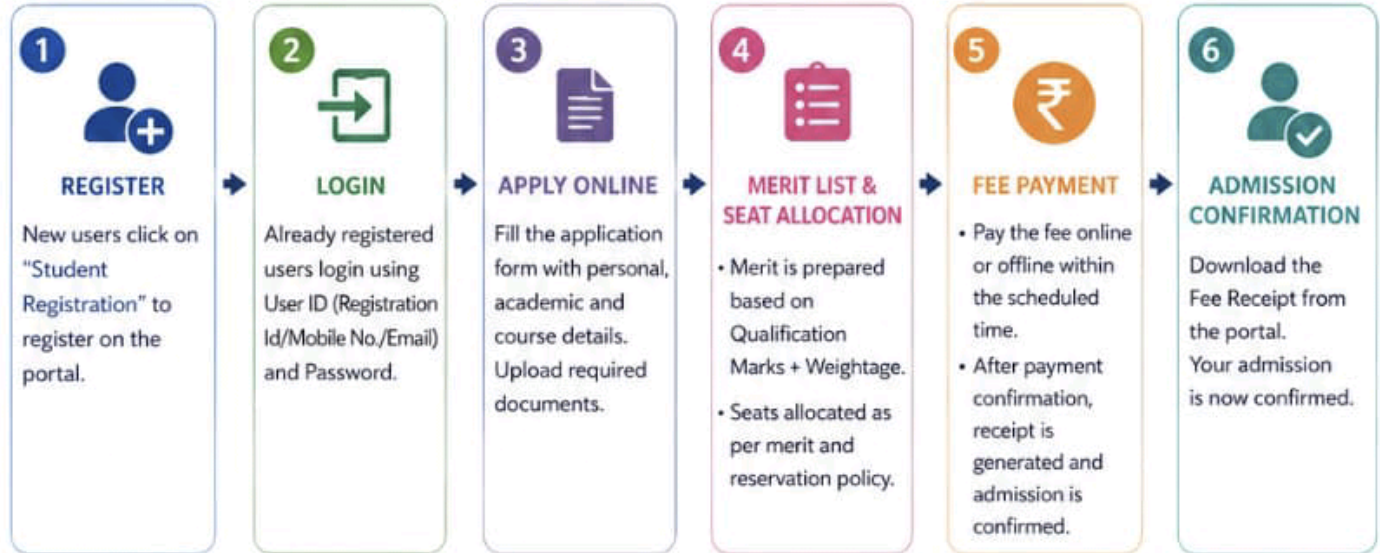 1
REGISTER
New users click on
"Student
Registration" to
register on the
portal.
2
LOGIN
Already registered
users login using
User ID (Registration
Id/Mobile No./Email)
and Password.
3
APPLY ONLINE
Fill the application
form with personal,
academic and
course details.
Upload required
documents.
4
MERIT LIST &
SEAT ALLOCATION
• Merit is prepared
based on
Qualification
Marks + Weightage.
• Seats allocated as
per merit and
reservation policy.
5
₹
FEE PAYMENT
• Pay the fee online
or offline within
the scheduled
time.
• After payment
confirmation,
receipt is
generated and
admission is
confirmed.
6
ADMISSION
CONFIRMATION
Download the
Fee Receipt from
the portal.
Your admission
is now confirmed.